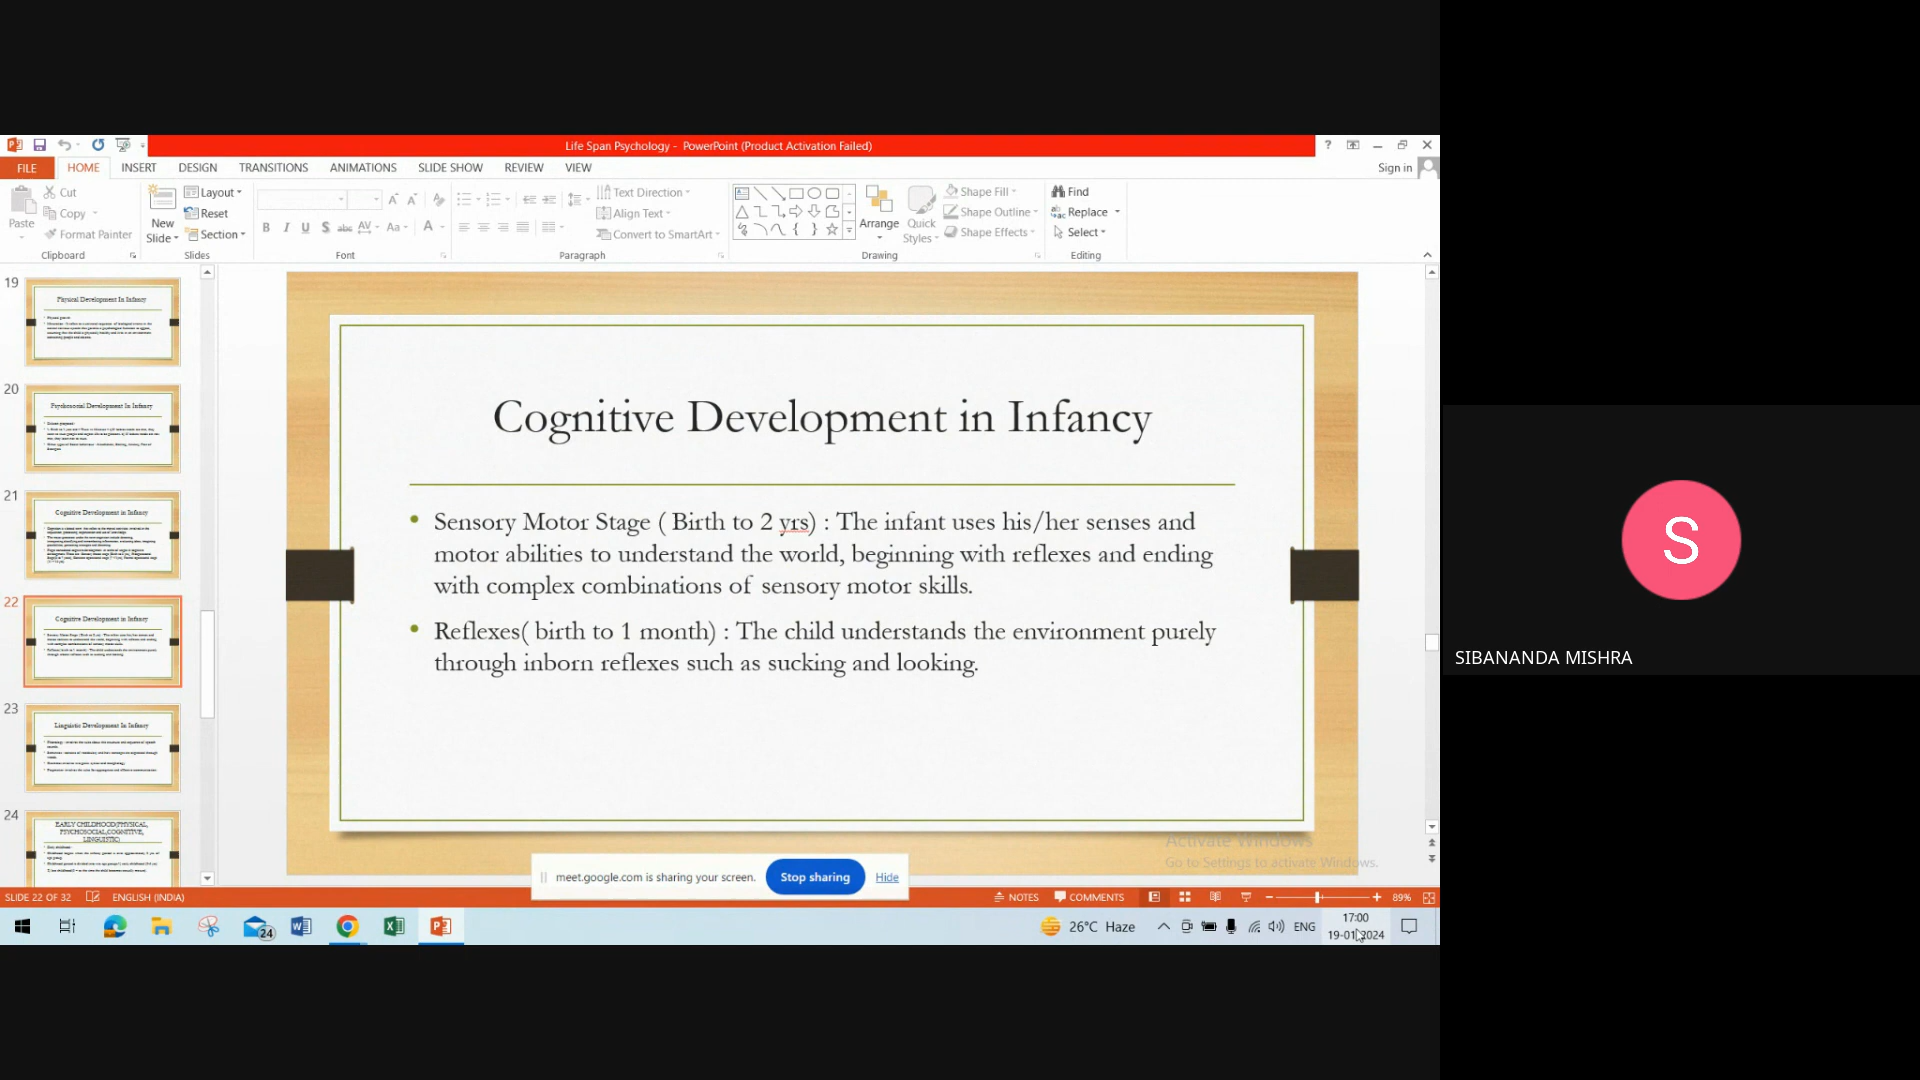 Life Span Psychology - PowerPoint (Product Activation Failed)
?
FILE HOME INSERT DESIGN TRANSITIONS ANIMATIONS SLIDE SHOW REVIEW VIEW
Sign in
Paste
Cut
Copy
Format Painter
Clipboard
New Slide
Layout
Reset
Section
Slides
Font
Text Direction
Align Text
Convert to SmartArt
Paragraph
Arrange
Quick Styles
Shape Fill
Shape Outline
Shape Effects
Drawing
Find
Replace
Select
Editing
19
Physical Development In Infancy
20
Psychosocial Development In Infancy
21
Cognitive Development in Infancy
22
Cognitive Development in Infancy
23
Linguistic Development In Infancy
24
EARLY CHILDHOOD(PHYSICAL,
PSYCHOSOCIAL,COGNITIVE,
LINGUISTIC)
Cognitive Development in Infancy
• Sensory Motor Stage ( Birth to 2 yrs) : The infant uses his/her senses and
motor abilities to understand the world, beginning with reflexes and ending
with complex combinations of sensory motor skills.
• Reflexes( birth to 1 month) : The child understands the environment purely
through inborn reflexes such as sucking and looking.
Activate Windows
Go to Settings to activate Windows.
meet.google.com is sharing your screen. Stop sharing Hide
SLIDE 22 OF 32 ENGLISH (INDIA)
NOTES COMMENTS 89%
24
26°C Haze
ENG
17:00
19-01-2024
S
SIBANANDA MISHRA